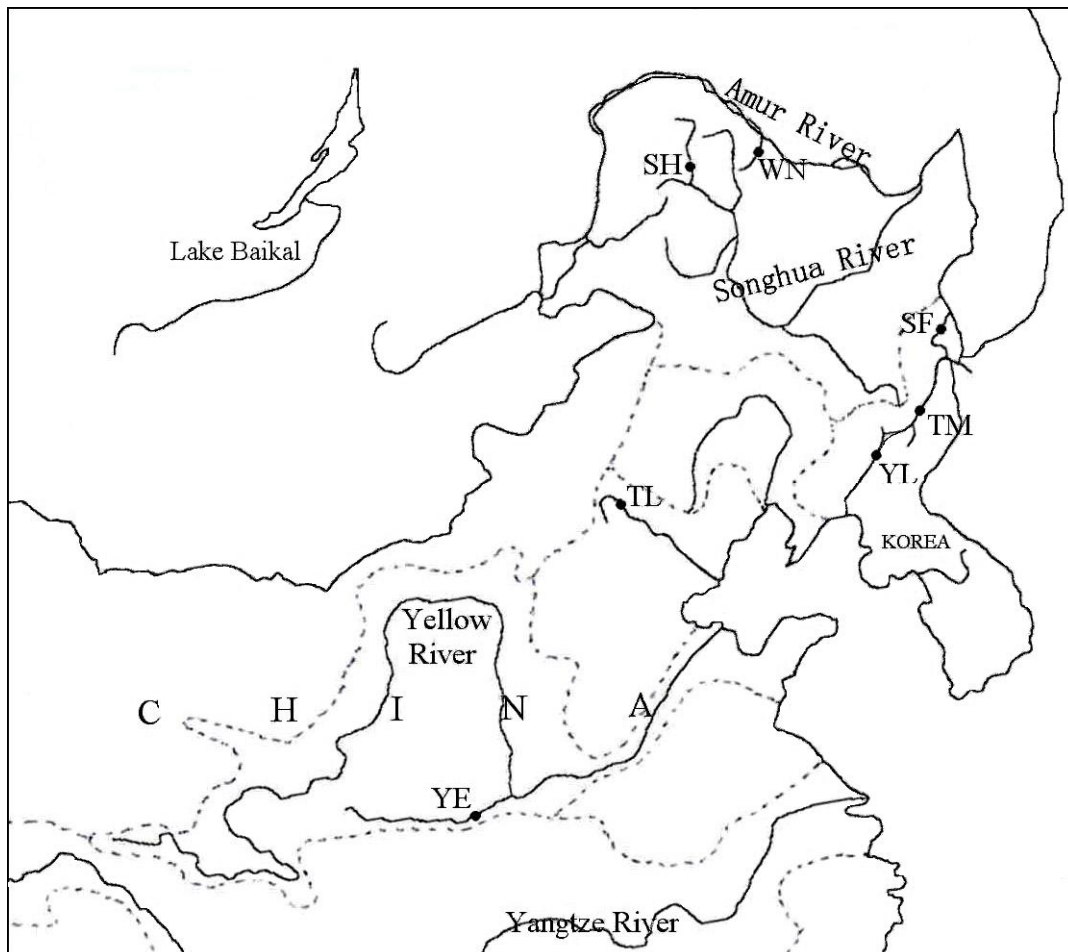 Amur River
SH
WN
Lake Baikal
Songhua River
SF
TM
YL
TL
KOREA
Yellow
River
C H I N A
YE
Yangtze River